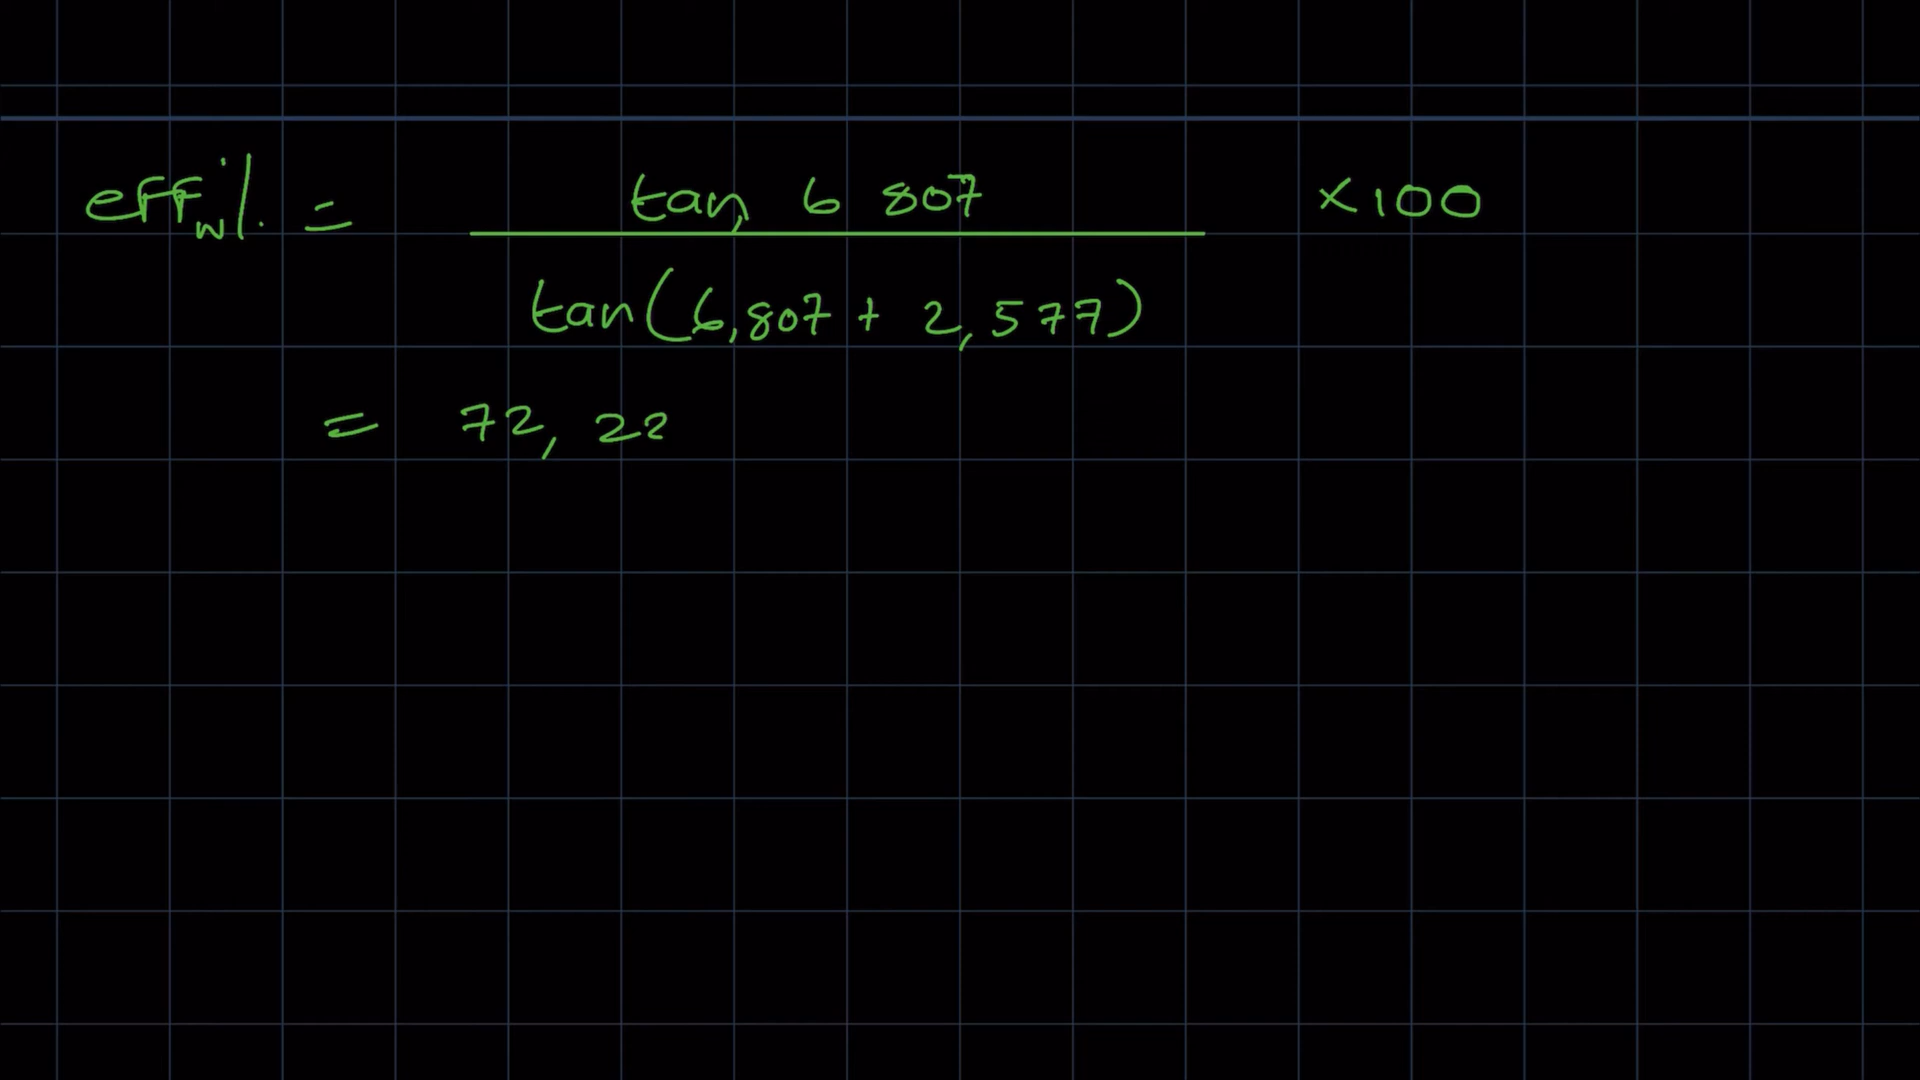 eff_w % = tan, 6 807 / tan(6,807 + 2,577) ×100
= 72,22